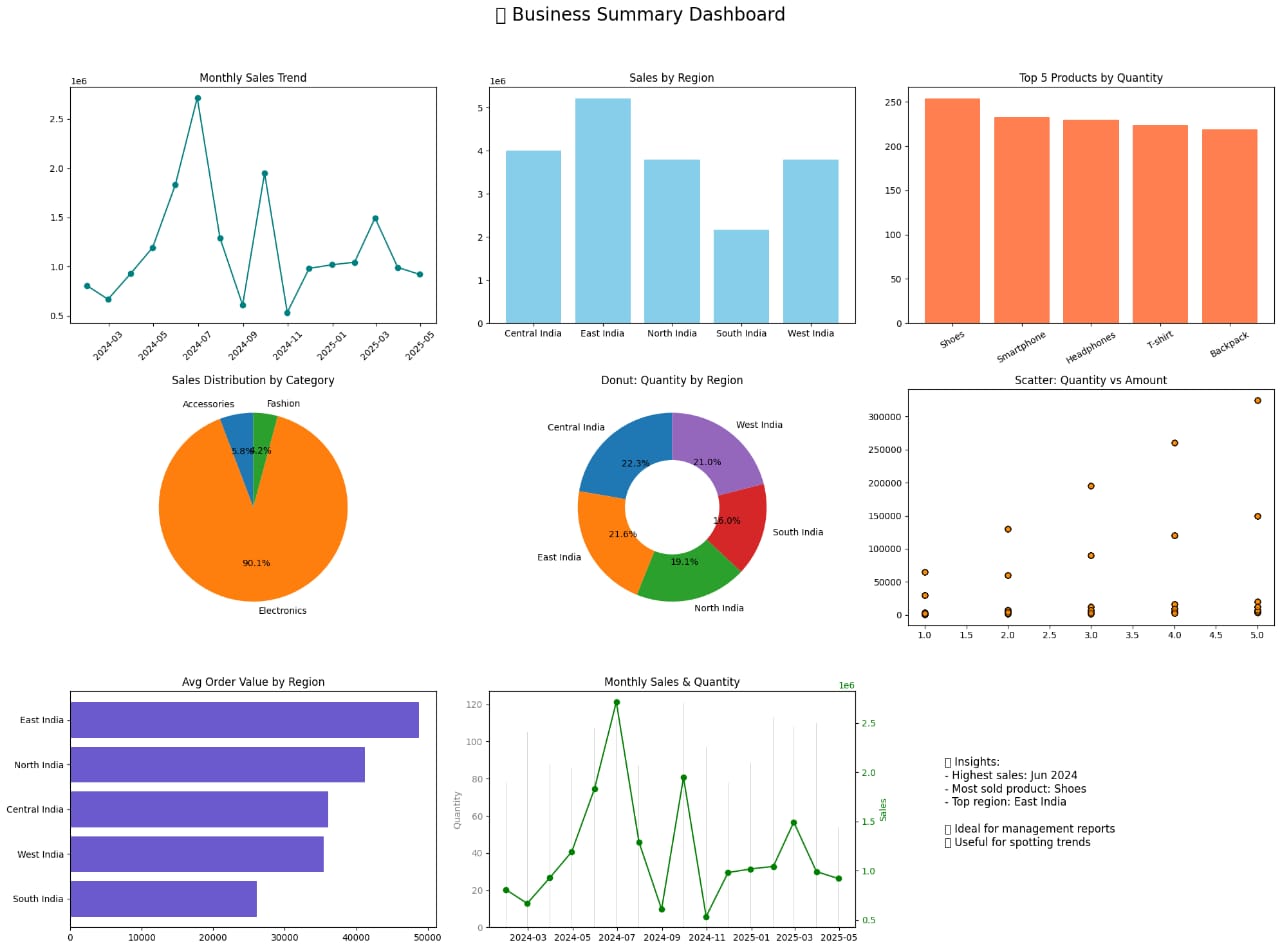 ▯ Business Summary Dashboard
Monthly Sales Trend
1e6
2.5
2.0
1.5
1.0
0.5
2024-03 2024-05 2024-07 2024-09 2024-11 2025-01 2025-03 2025-05
Sales by Region
1e6
5
4
3
2
1
0
Central India East India North India South India West India
Top 5 Products by Quantity
250
200
150
100
50
0
Shoes Smartphone Headphones T-shirt Backpack
Sales Distribution by Category
Accessories Fashion
5.8% 4.2%
90.1%
Electronics
Donut: Quantity by Region
Central India West India
22.3% 21.0%
21.6% 16.0%
East India South India
19.1%
North India
Scatter: Quantity vs Amount
300000
250000
200000
150000
100000
50000
0
1.0 1.5 2.0 2.5 3.0 3.5 4.0 4.5 5.0
Avg Order Value by Region
East India
North India
Central India
West India
South India
0 10000 20000 30000 40000 50000
Monthly Sales & Quantity
1e6
120
100
80
60
40
20
0
Quantity
2.5
2.0
1.5
1.0
0.5
Sales
2024-03 2024-05 2024-07 2024-09 2024-11 2025-01 2025-03 2025-05
▯ Insights:
- Highest sales: Jun 2024
- Most sold product: Shoes
- Top region: East India
▯ Ideal for management reports
▯ Useful for spotting trends